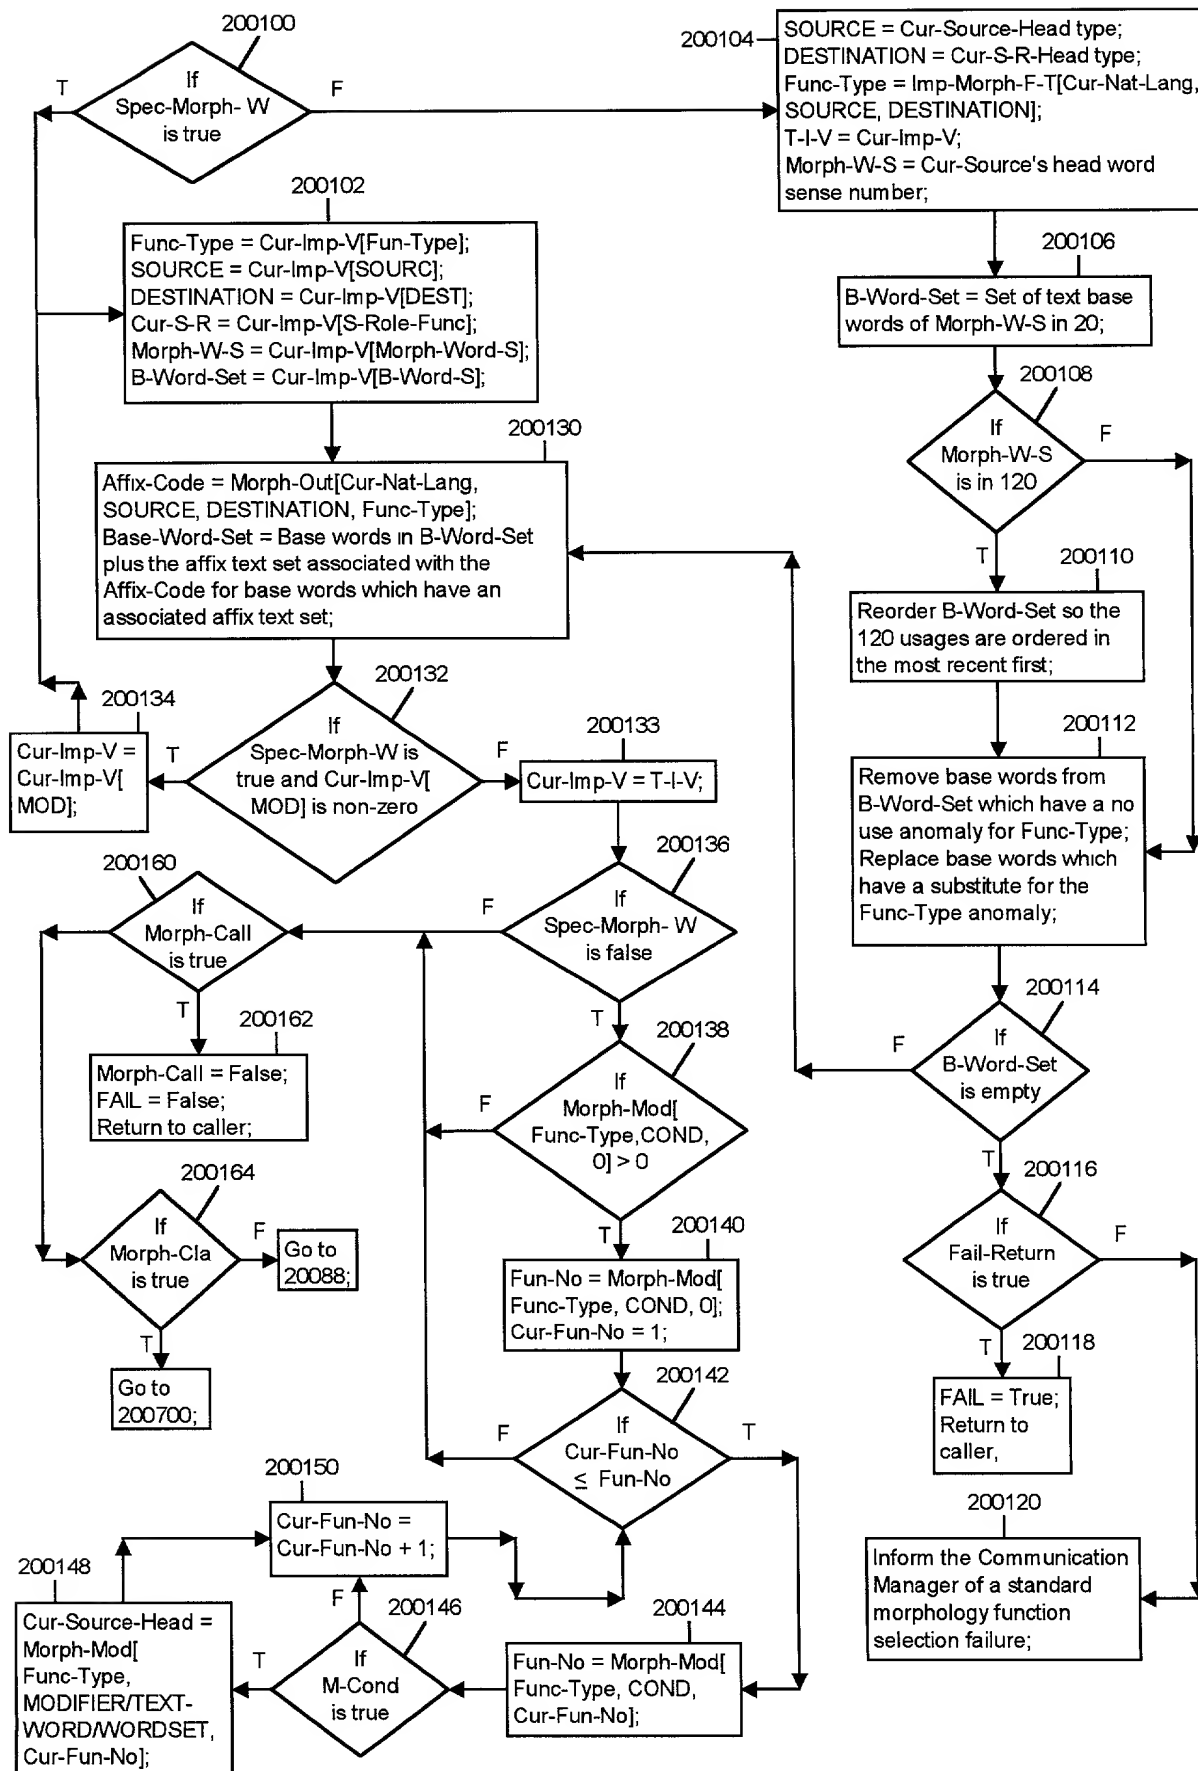 200100
If
Spec-Morph- W
is true
T
F
200104
SOURCE = Cur-Source-Head type;
DESTINATION = Cur-S-R-Head type;
Func-Type = Imp-Morph-F-T[Cur-Nat-Lang,
SOURCE, DESTINATION];
T-I-V = Cur-Imp-V;
Morph-W-S = Cur-Source's head word
sense number;
200102
Func-Type = Cur-Imp-V[Fun-Type];
SOURCE = Cur-Imp-V[SOURC];
DESTINATION = Cur-Imp-V[DEST];
Cur-S-R = Cur-Imp-V[S-Role-Func];
Morph-W-S = Cur-Imp-V[Morph-Word-S];
B-Word-Set = Cur-Imp-V[B-Word-S];
200106
B-Word-Set = Set of text base
words of Morph-W-S in 20;
200108
If
Morph-W-S
is in 120
F
T
200130
Affix-Code = Morph-Out[Cur-Nat-Lang,
SOURCE, DESTINATION, Func-Type];
Base-Word-Set = Base words in B-Word-Set
plus the affix text set associated with the
Affix-Code for base words which have an
associated affix text set;
200110
Reorder B-Word-Set so the
120 usages are ordered in
the most recent first;
200132
If
Spec-Morph-W is
true and Cur-Imp-V[
MOD] is non-zero
T
F
200134
Cur-Imp-V =
Cur-Imp-V[
MOD];
200133
Cur-Imp-V = T-I-V;
200112
Remove base words from
B-Word-Set which have a no
use anomaly for Func-Type;
Replace base words which
have a substitute for the
Func-Type anomaly;
200136
If
Spec-Morph- W
is false
F
T
200160
If
Morph-Call
is true
T
200162
Morph-Call = False;
FAIL = False;
Return to caller;
200138
If
Morph-Mod[
Func-Type,COND,
0] > 0
F
T
200114
If
B-Word-Set
is empty
F
T
200164
If
Morph-Cla
is true
F
Go to
20088;
T
Go to
200700;
200140
Fun-No = Morph-Mod[
Func-Type, COND, 0];
Cur-Fun-No = 1;
200116
If
Fail-Return
is true
F
T
200118
FAIL = True;
Return to
caller,
200142
If
Cur-Fun-No
≤ Fun-No
F
T
200120
Inform the Communication
Manager of a standard
morphology function
selection failure;
200150
Cur-Fun-No =
Cur-Fun-No + 1;
200148
Cur-Source-Head =
Morph-Mod[
Func-Type,
MODIFIER/TEXT-
WORD/WORDSET,
Cur-Fun-No];
200146
If
M-Cond
is true
F
T
200144
Fun-No = Morph-Mod[
Func-Type, COND,
Cur-Fun-No];